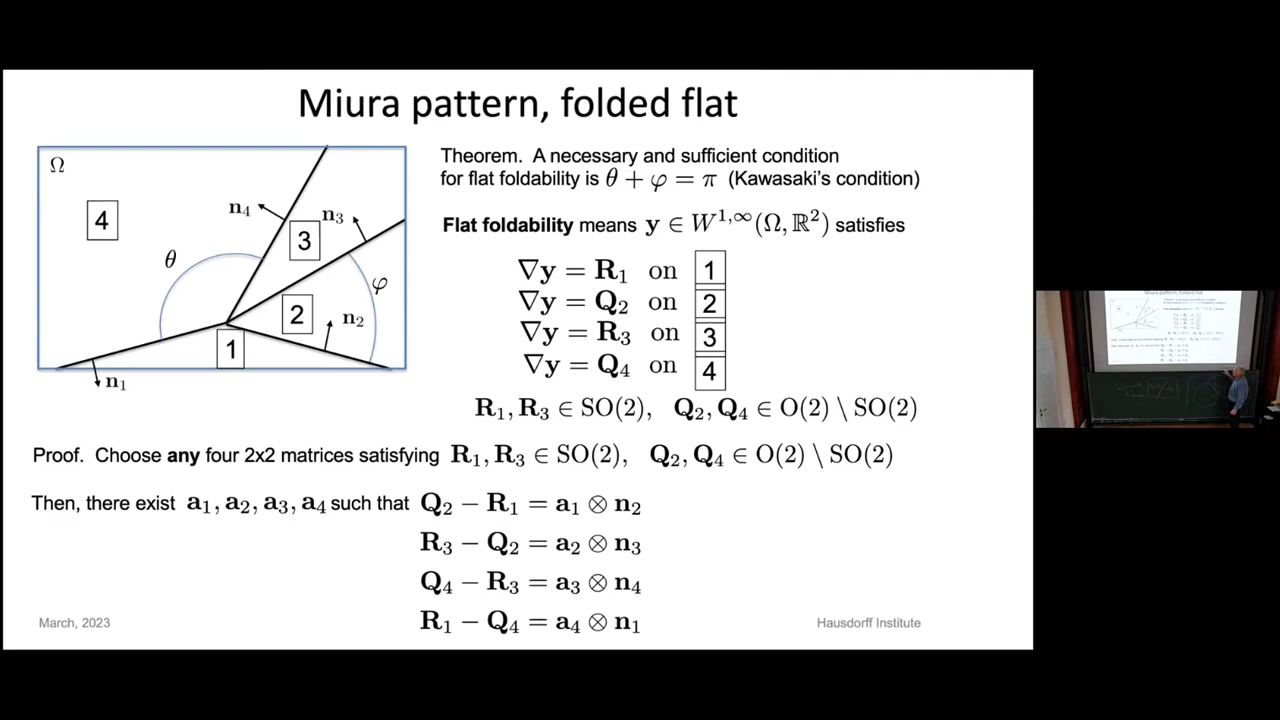 Miura pattern, folded flat
Ω
4
n₄
n₃
3
θ
φ
2
n₂
1
n₁
Theorem. A necessary and sufficient condition
for flat foldability is θ + φ = π (Kawasaki's condition)
Flat foldability means y ∈ W^{1,∞}(Ω, ℝ²) satisfies
∇y = R₁ on 1
∇y = Q₂ on 2
∇y = R₃ on 3
∇y = Q₄ on 4
R₁, R₃ ∈ SO(2), Q₂, Q₄ ∈ O(2) \ SO(2)
Proof. Choose any four 2x2 matrices satisfying R₁, R₃ ∈ SO(2), Q₂, Q₄ ∈ O(2) \ SO(2)
Then, there exist a₁, a₂, a₃, a₄ such that Q₂ − R₁ = a₁ ⊗ n₂
R₃ − Q₂ = a₂ ⊗ n₃
Q₄ − R₃ = a₃ ⊗ n₄
R₁ − Q₄ = a₄ ⊗ n₁
March, 2023
Hausdorff Institute
Miura pattern, folded flat